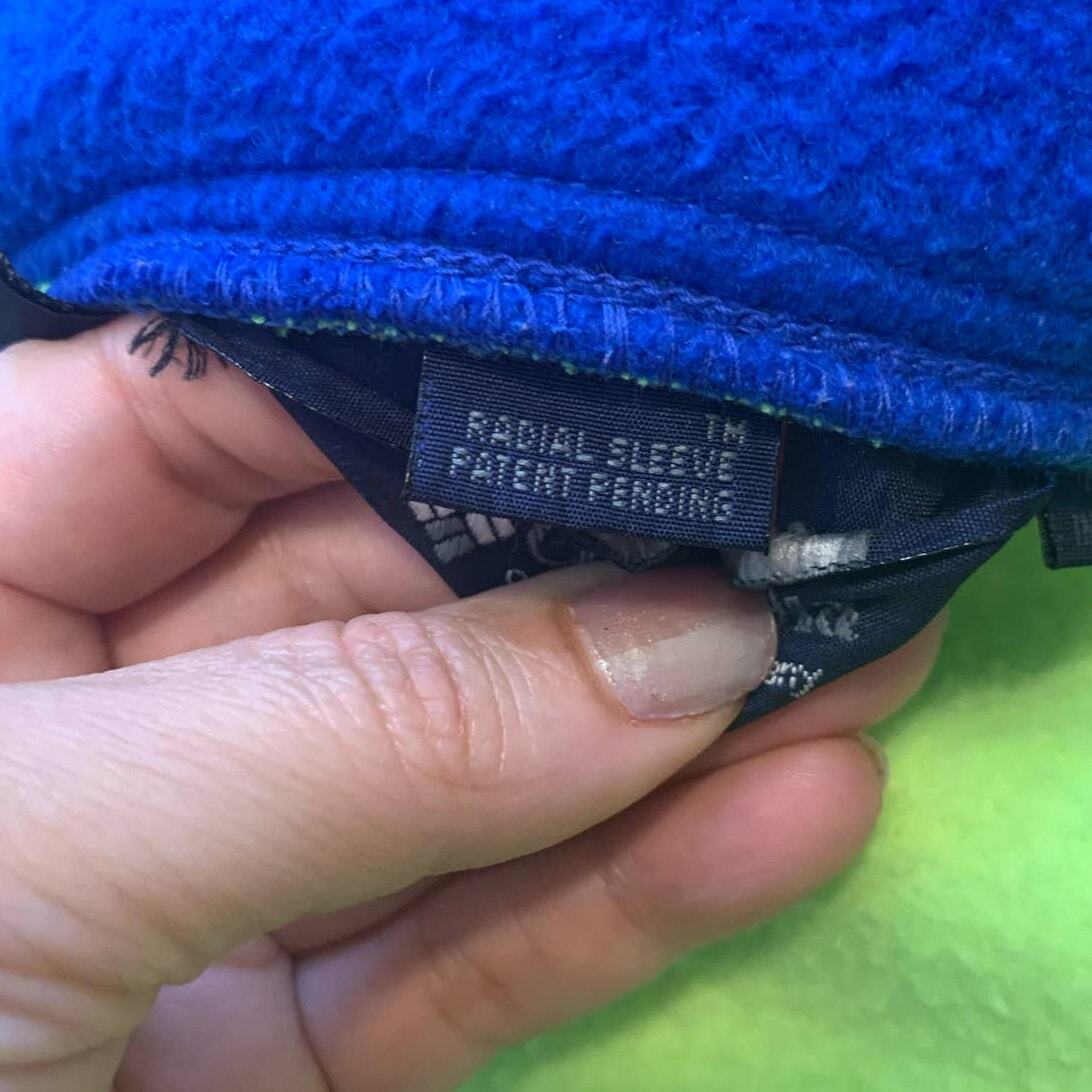 TM
RADIAL SLEEVE
PATENT PENDING